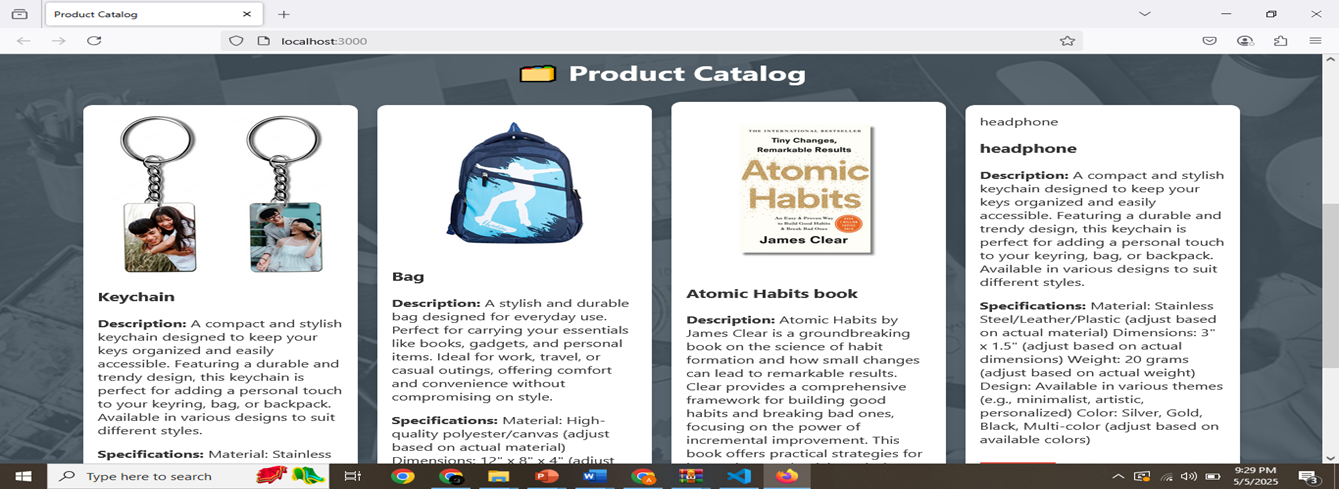 Product Catalog
localhost:3000
Product Catalog
Keychain
Description: A compact and stylish
keychain designed to keep your
keys organized and easily
accessible. Featuring a durable and
trendy design, this keychain is
perfect for adding a personal touch
to your keyring, bag, or backpack.
Available in various designs to suit
different styles.
Specifications: Material: Stainless
Bag
Description: A stylish and durable
bag designed for everyday use.
Perfect for carrying your essentials
like books, gadgets, and personal
items. Ideal for work, travel, or
casual outings, offering comfort
and convenience without
compromising on style.
Specifications: Material: High-
quality polyester/canvas (adjust
based on actual material)
Dimensions: 12" x 8" x 4" (adjust
THE INTERNATIONAL BESTSELLER
Tiny Changes,
Remarkable Results
Atomic
Habits
An Easy & Proven Way
to Build Good Habits
& Break Bad Ones
James Clear
Atomic Habits book
Description: Atomic Habits by
James Clear is a groundbreaking
book on the science of habit
formation and how small changes
can lead to remarkable results.
Clear provides a comprehensive
framework for building good
habits and breaking bad ones,
focusing on the power of
incremental improvement. This
book offers practical strategies for
headphone
headphone
Description: A compact and stylish
keychain designed to keep your
keys organized and easily
accessible. Featuring a durable and
trendy design, this keychain is
perfect for adding a personal touch
to your keyring, bag, or backpack.
Available in various designs to suit
different styles.
Specifications: Material: Stainless
Steel/Leather/Plastic (adjust based
on actual material) Dimensions: 3"
x 1.5" (adjust based on actual
dimensions) Weight: 20 grams
(adjust based on actual weight)
Design: Available in various themes
(e.g., minimalist, artistic,
personalized) Color: Silver, Gold,
Black, Multi-color (adjust based on
available colors)
Type here to search
9:29 PM
5/5/2025
3